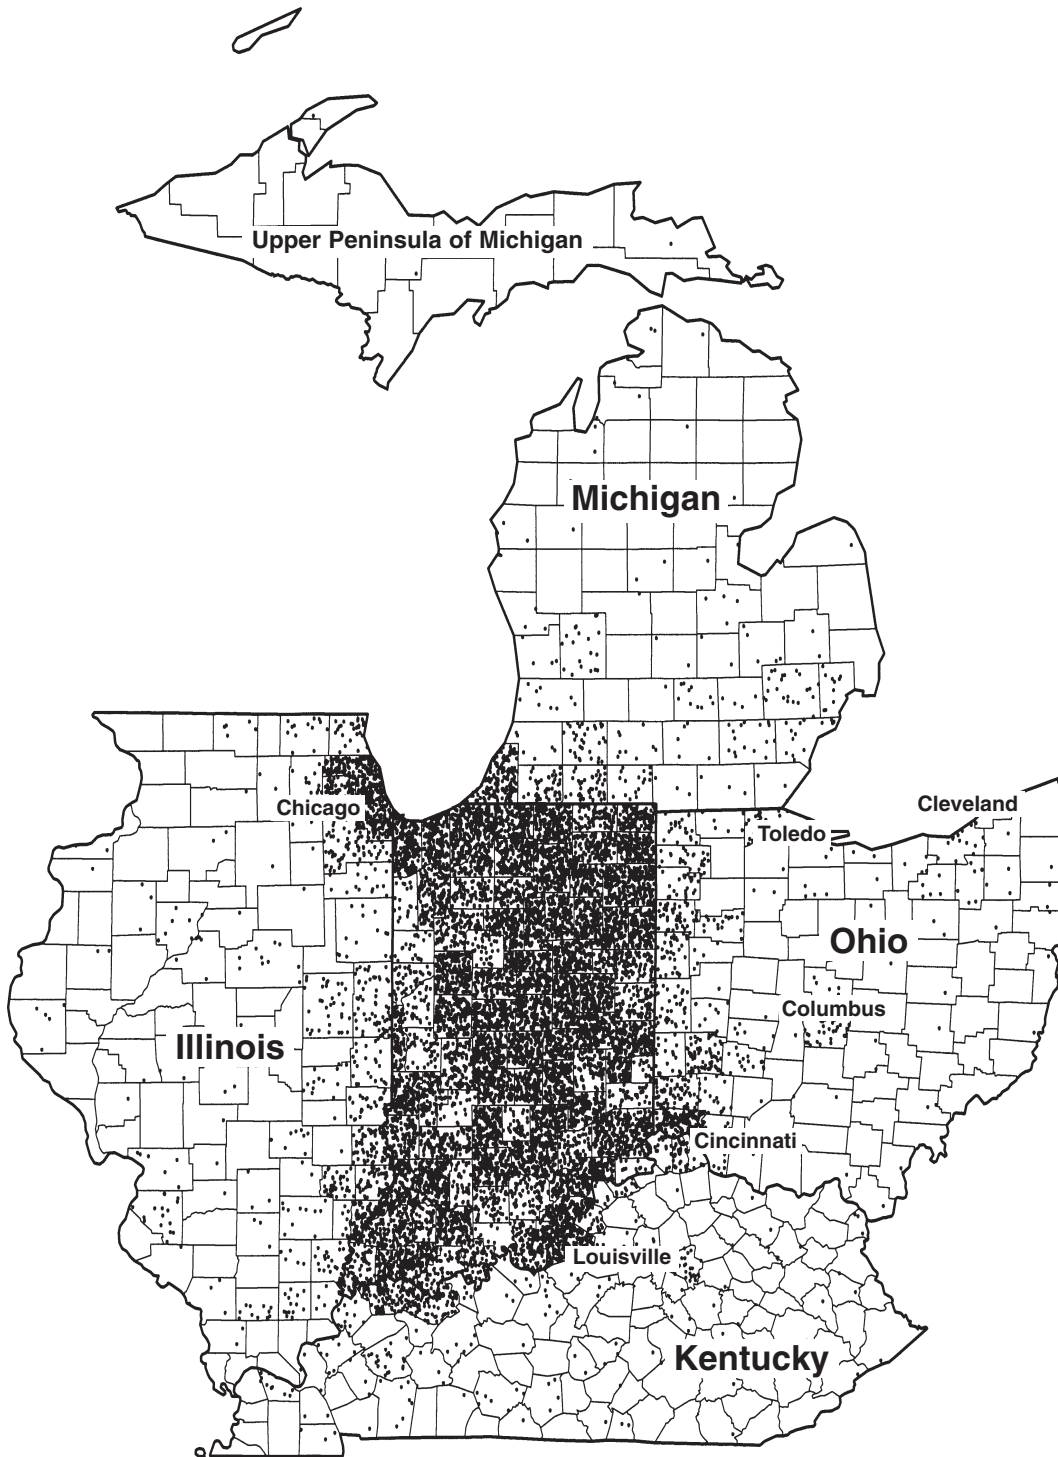 Upper Peninsula of Michigan
Michigan
Chicago
Cleveland
Toledo
Ohio
Columbus
Illinois
Cincinnati
Louisville
Kentucky